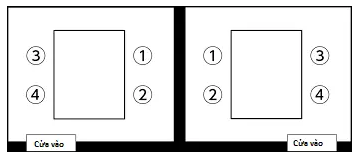 ③ ① ① ③
④ ② ② ④
Cửa vào Cửa vào